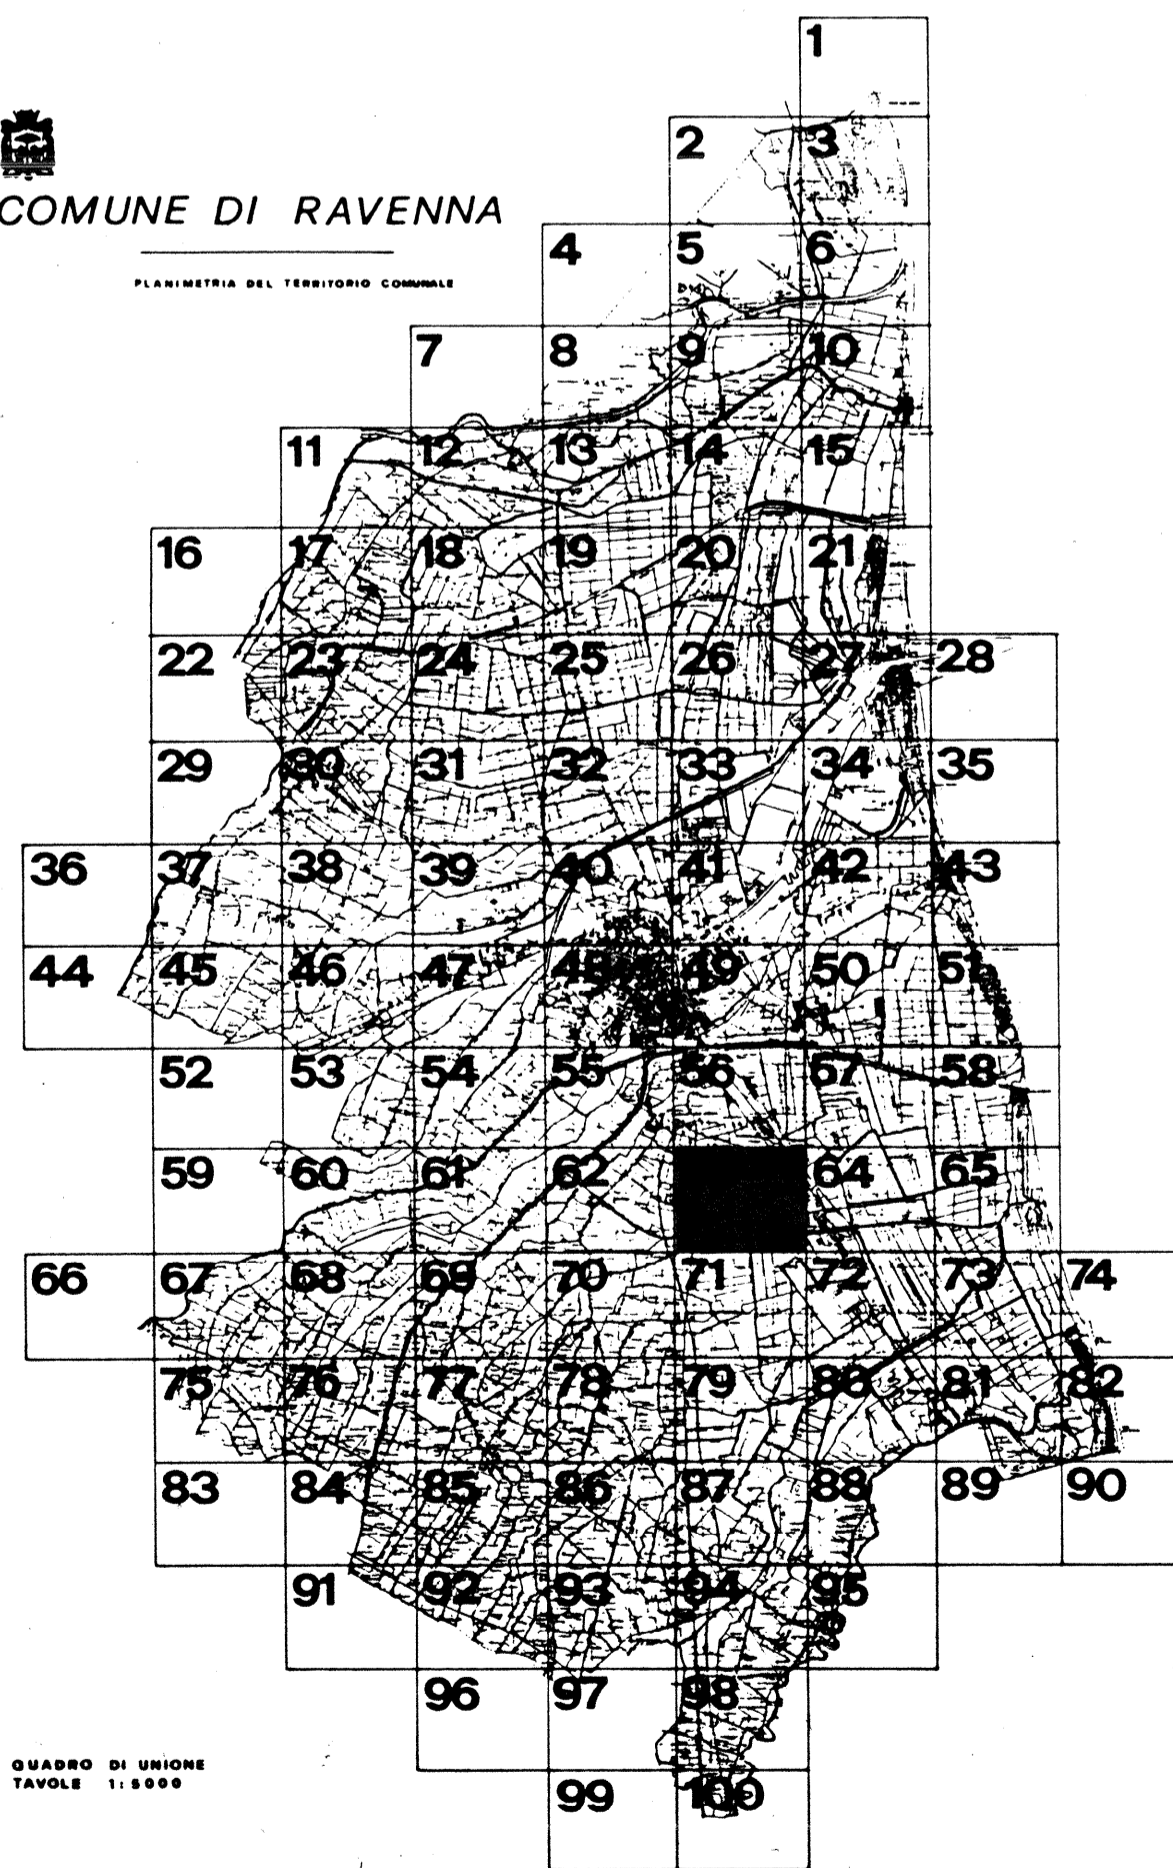 COMUNE DI RAVENNA
PLANIMETRIA DEL TERRITORIO COMUNALE
1
2 3
4 5 6
7 8 9 10
11 12 13 14 15
16 17 18 19 20 21
22 23 24 25 26 27 28
29 30 31 32 33 34 35
36 37 38 39 40 41 42 43
44 45 46 47 48 49 50 51
52 53 54 55 56 57 58
59 60 61 62 64 65
66 67 68 69 70 71 72 73 74
75 76 77 78 79 80 81 82
83 84 85 86 87 88 89 90
91 92 93 94 95
96 97 98
99 100
QUADRO DI UNIONE
TAVOLE 1:5000